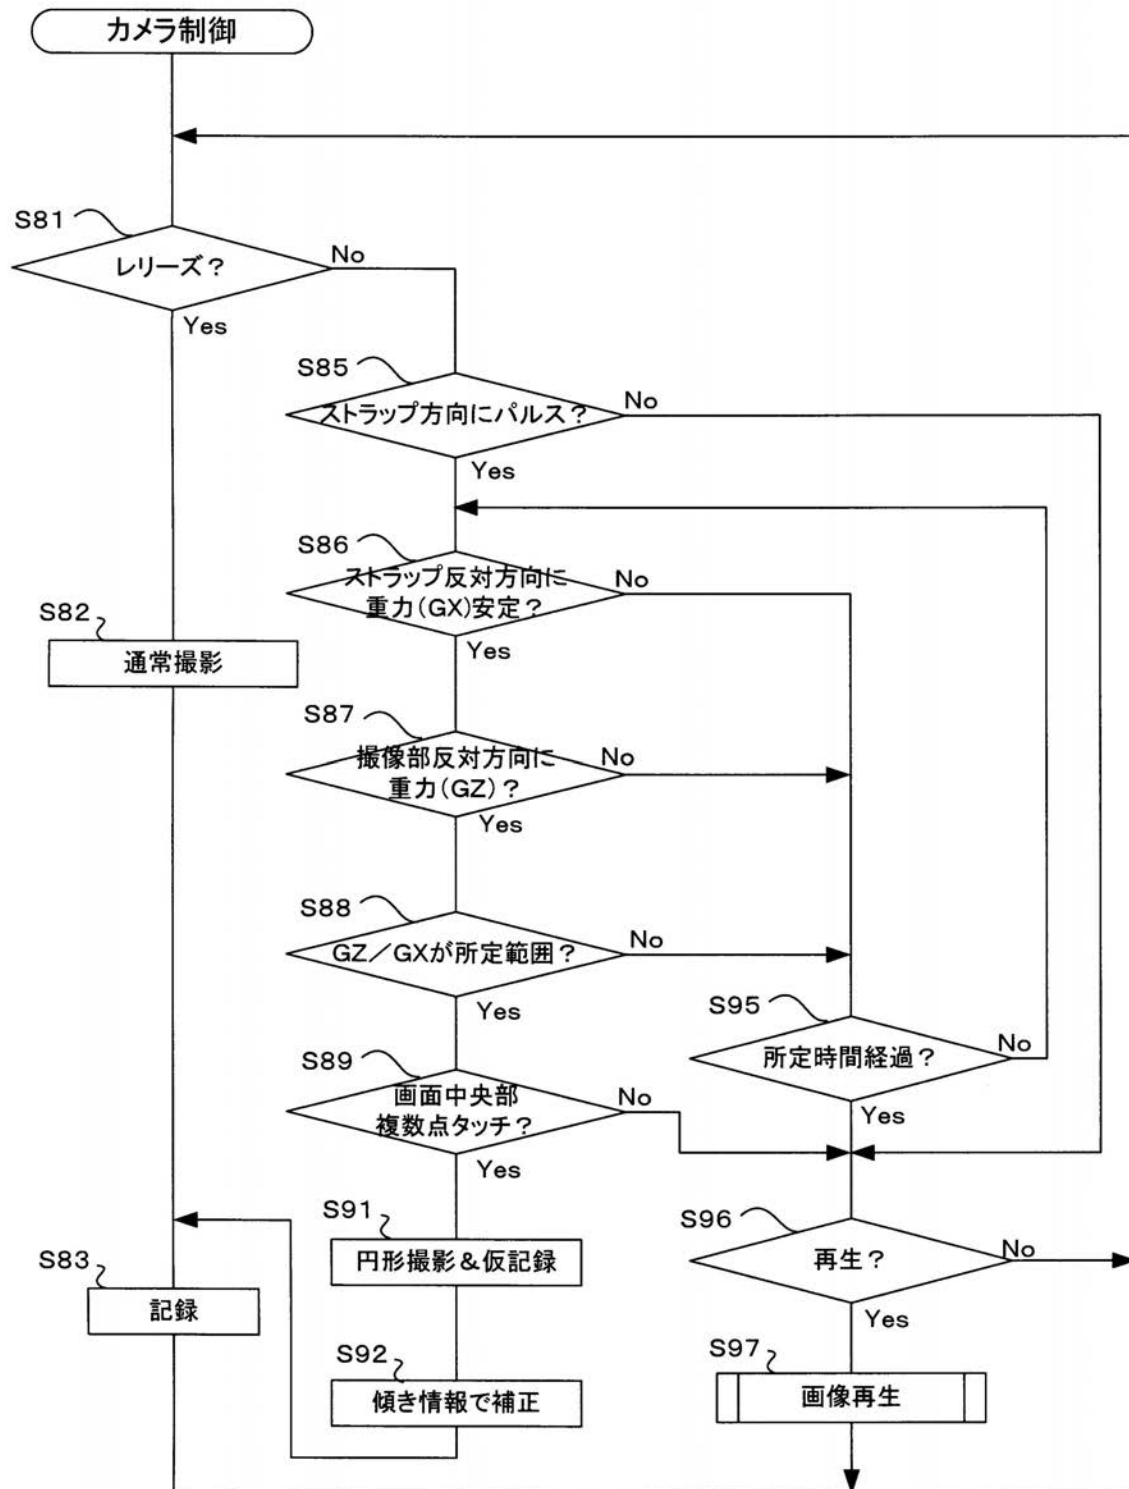 カメラ制御
S81
レリーズ？
No
Yes
S85
ストラップ方向にパルス？
No
Yes
S86
ストラップ反対方向に
重力(GX)安定？
No
Yes
S82
通常撮影
S87
撮像部反対方向に
重力(GZ)？
No
Yes
S88
GZ／GXが所定範囲？
No
Yes
S95
所定時間経過？
No
Yes
S89
画面中央部
複数点タッチ？
No
Yes
S91
円形撮影＆仮記録
S96
再生？
No
Yes
S83
記録
S92
傾き情報で補正
S97
画像再生